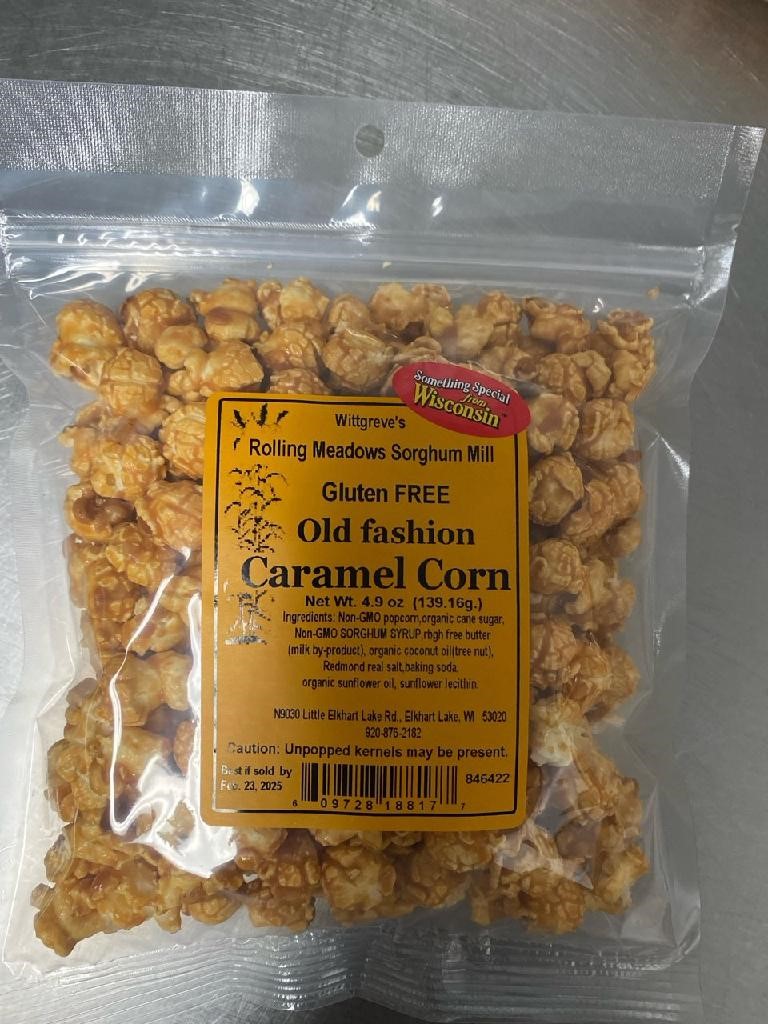 Something Special
from
Wisconsin™
Wittgreve's
Rolling Meadows Sorghum Mill
Gluten FREE
Old fashion
Caramel Corn
Net Wt. 4.9 oz (139.16g.)
Ingredients: Non-GMO popcorn,organic cane sugar,
Non-GMO SORGHUM SYRUP,rbgh free butter
(milk by-product), organic coconut oil(tree nut),
Redmond real salt,baking soda,
organic sunflower oil, sunflower lecithin.
N9030 Little Elkhart Lake Rd., Elkhart Lake, WI 53020
920-876-2182
Caution: Unpopped kernels may be present.
Best if sold by
Feb. 23, 2025
846422
6 09728 18817 7